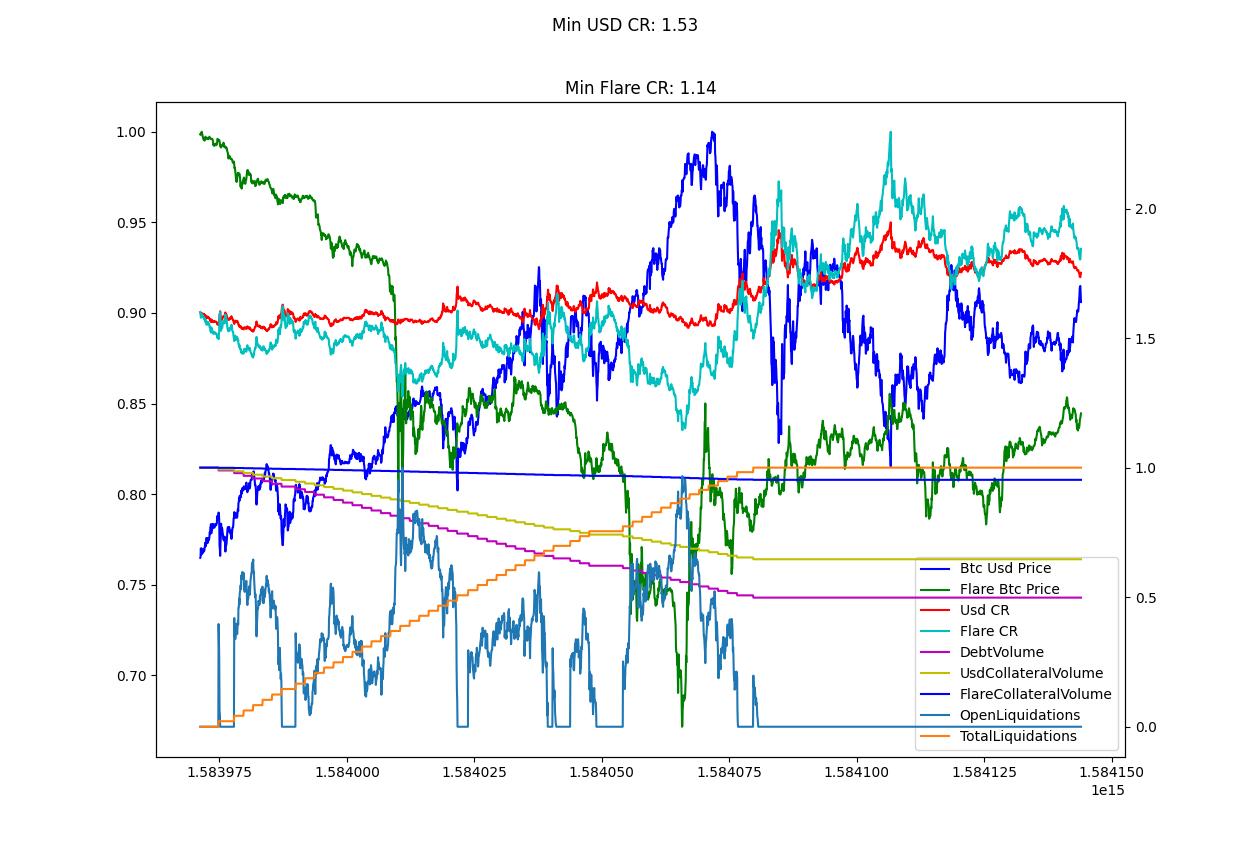 Min USD CR: 1.53
Min Flare CR: 1.14
1.00
0.95
0.90
0.85
0.80
0.75
0.70
2.0
1.5
1.0
0.5
0.0
Btc Usd Price
Flare Btc Price
Usd CR
Flare CR
DebtVolume
UsdCollateralVolume
FlareCollateralVolume
OpenLiquidations
TotalLiquidations
1.583975 1.584000 1.584025 1.584050 1.584075 1.584100 1.584125 1.584150
1e15